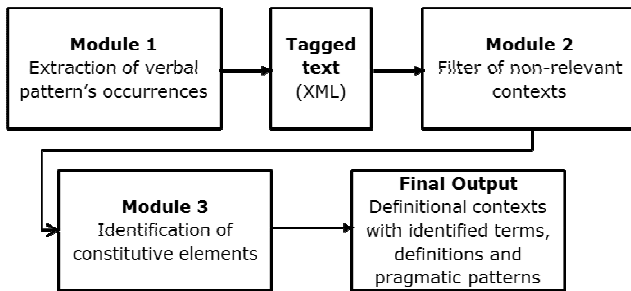 Module 1
Extraction of verbal
pattern's occurrences
Tagged
text
(XML)
Module 2
Filter of non-relevant
contexts
Module 3
Identification of
constitutive elements
Final Output
Definitional contexts
with identified terms,
definitions and
pragmatic patterns